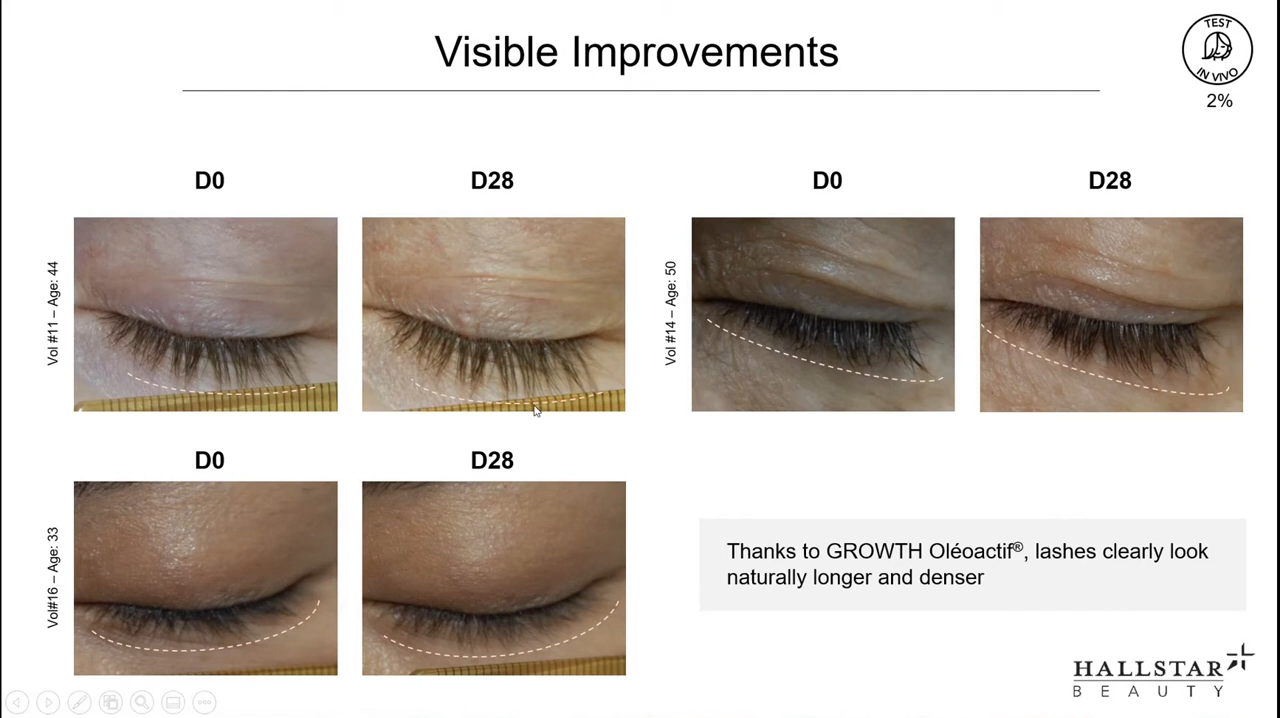 Visible Improvements
TEST
IN VIVO
2%
D0
D28
D0
D28
Vol #11 – Age: 44
Vol #14 – Age: 50
D0
D28
Vol#16 – Age: 33
Thanks to GROWTH Oléoactif®, lashes clearly look
naturally longer and denser
HALLSTAR
BEAUTY